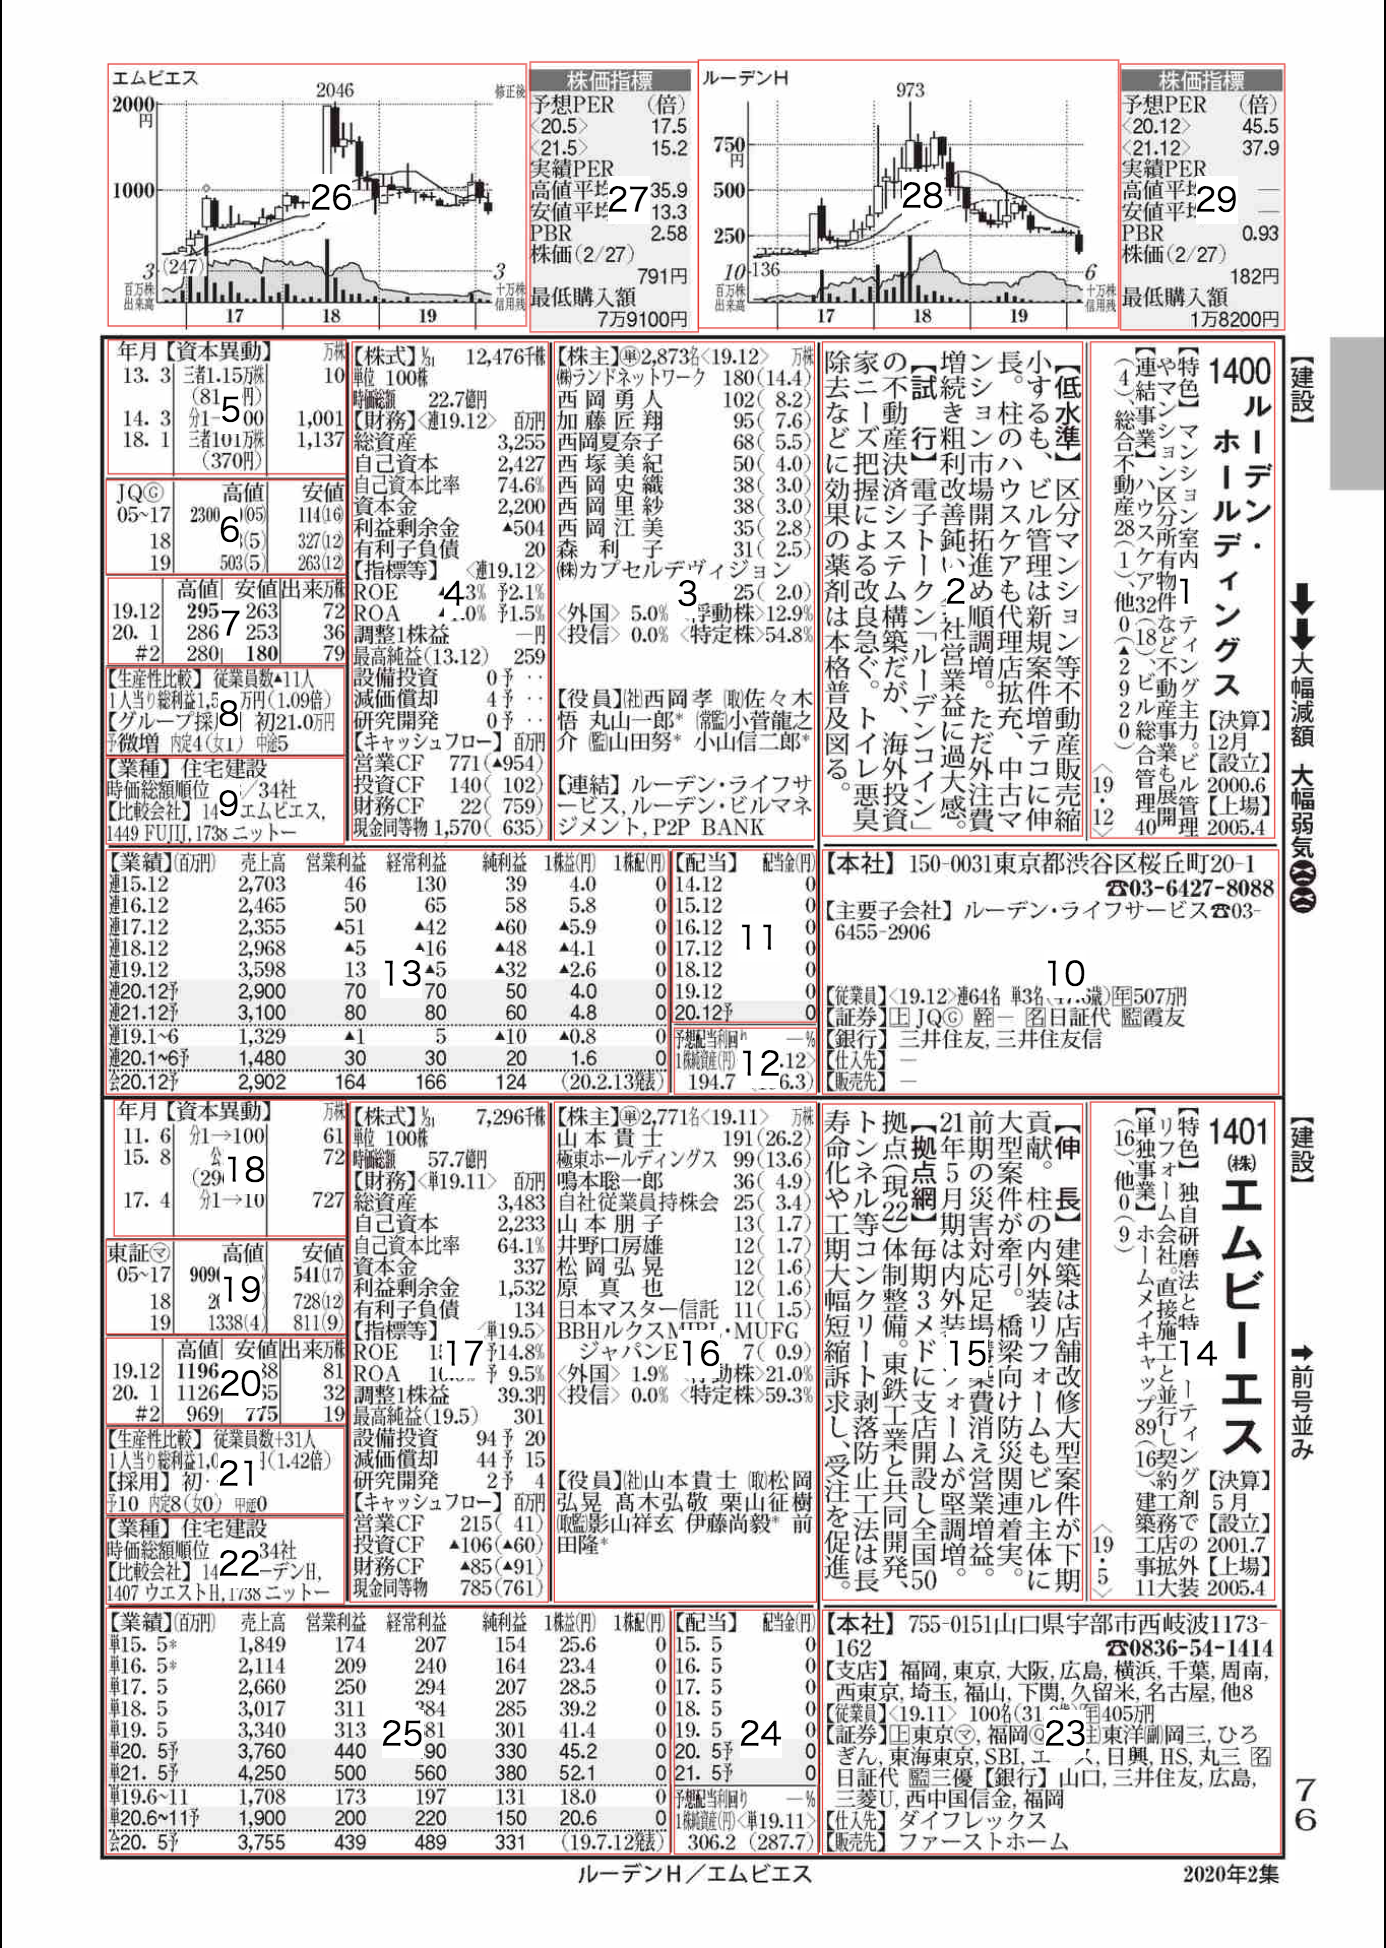 エムビエス
2046
修正後
2000
円
1000
26
(247)
3
3
百万株
出来高
十万株
信用残
17
18
19
株価指標
予想PER (倍)
〈20.5〉 17.5
〈21.5〉 15.2
実績PER
高値平均 35.9
27
安値平均 13.3
PBR 2.58
株価(2/27)
791円
最低購入額
7万9100円
ルーデンH
973
750
円
500
28
250
10
136
6
百万株
出来高
十万株
信用残
17
18
19
株価指標
予想PER (倍)
〈20.12〉 45.5
〈21.12〉 37.9
実績PER
高値平均 ―
29
安値平均 ―
PBR 0.93
株価(2/27)
182円
最低購入額
1万8200円
【建設】
大幅減額 大幅弱気
1400 ルーデン・ホールディングス
【決算】
12月
【設立】
2000.6
【上場】
2005.4
1
【特色】マンション室内
ティング主力。ビル管理
やマンション区分所有物件など不動産事業も展開
【連結事業】ハウスケア32(18)、ビル総合管理40
(4)、総合不動産28(1)、他0(▲2920)
〈19・12〉
【低水準】区分マンション等不動産販売縮
小するも、ビル管理は新規案件増テコに伸
長。柱のハウスケアも代理店拡充、中古マ
ンション市場開拓進め順調増。ただ外注費
増続き粗利改善鈍い
2
社営業益に過大感。
【試 行】電子トークン「ルーデンコイン」
の不動産決済システム構築だが、海外投資
家ニーズ把握による改良急ぐ。トイレ悪臭
除去などに効果の薬剤は本格普及図る。
【株主】単2,873名〈19.12〉 万株
㈱ランドネットワーク 180(14.4)
西岡勇人 102( 8.2)
加藤匠翔 95( 7.6)
西岡夏奈子 68( 5.5)
西塚美紀 50( 4.0)
西岡史織 38( 3.0)
西岡里紗 38( 3.0)
西岡江美 35( 2.8)
森利子 31( 2.5)
㈱カプセルデヴィジョン
25( 2.0)
3
〈外国〉 5.0% 浮動株〉12.9%
〈投信〉 0.0% 〈特定株〉54.8%
【役員】(社)西岡孝 (取)佐々木
悟 丸山一郎* (常監)小菅龍之
介 (監)山田努* 小山信二郎*
【連結】ルーデン・ライフサ
ービス,ルーデン・ビルマネ
ジメント,P2P BANK
【株式】1/31 12,476千株
単位 100株
時価総額 22.7億円
【財務】〈連19.12〉 百万円
総資産 3,255
自己資本 2,427
自己資本比率 74.6%
資本金 2,200
利益剰余金 ▲504
有利子負債 20
【指標等】 〈連19.12〉
ROE 3% 予2.1%
4
ROA .0% 予1.5%
調整1株益 ―円
最高純益(13.12) 259
設備投資 0 予 ‥
減価償却 4 予 ‥
研究開発 0 予 ‥
【キャッシュフロー】 百万円
営業CF 771(▲954)
投資CF 140( 102)
財務CF 22( 759)
現金同等物 1,570( 635)
年月 【資本異動】 万株
13. 3 三者1.15万株 10
(81 円)
5
14. 3 分1→ 00 1,001
18. 1 三者101万株 1,137
(370円)
JQG 高値 安値
05~17 2300 (05) 114(16)
6
18 (5) 327(12)
19 503(5) 263(12)
高値 安値 出来万株
19.12 295 263 72
7
20. 1 286 253 36
#2 280 180 79
【生産性比較】 従業員数▲11人
1人当り総利益1,5 万円(1.09倍)
8
【グループ採 初21.0万円
予微増 内定4(女1) 中途5
【業種】住宅建設
時価総額順位 /34社
9
【比較会社】 14 エムビエス,
1449 FUJIJ, 1738 ニットー
【業績】(百万円) 売上高 営業利益 経常利益 純利益 1株益(円) 1株配(円)
連15.12 2,703 46 130 39 4.0 0
連16.12 2,465 50 65 58 5.8 0
連17.12 2,355 ▲51 ▲42 ▲60 ▲5.9 0
連18.12 2,968 ▲5 ▲16 ▲48 ▲4.1 0
連19.12 3,598 13 ▲5 ▲32 ▲2.6 0
13
連20.12予 2,900 70 70 50 4.0 0
連21.12予 3,100 80 80 60 4.8 0
連19.1~6 1,329 ▲1 5 ▲10 ▲0.8 0
連20.1~6予 1,480 30 30 20 1.6 0
会20.12予 2,902 164 166 124 (20.2.13発表)
【配当】 配当金(円)
14.12 0
15.12 0
16.12 0
11
17.12 0
18.12 0
19.12 0
20.12予 0
予想配当利回り ―%
1株純資産(円) .12〉
12
194.7 6.3)
【本社】150-0031東京都渋谷区桜丘町20-1
☎03-6427-8088
【主要子会社】ルーデン・ライフサービス☎03-
6455-2906
10
【従業員】〈19.12〉連64名 単3名( 歳)[年]507万円
【証券】[上]JQG [幹]― [名]日証代 [監]霞友
【銀行】三井住友,三井住友信
【仕入先】―
【販売先】―
【建設】
前号並み
1401 ㈱エムビーエス
【決算】
5月
【設立】
2001.7
【上場】
2005.4
14
【特色】独自研磨法と特
ーティング剤での外装
リフォーム会社。直接施工と並行し契約工務店拡大
【単独事業】ホームメイキャップ89(16)、建築工事11
(16)、他0(9)
〈19・5〉
【伸 長】建築は店舗改修大型案件が下期
貢献。柱の内外装リフォームもビル主体に
大型案件が牽引。橋梁向け防災関連着実。
前期の災害対応足場
費消え営業増益。
15
21年5月期は内外装
フォームが堅調増。
【拠点網】毎期3メドに支店開設し全国50
拠点(現22)体制整備。東鉄工業と共同開発、
トンネル等コンクリート剥落防止工法は長
寿命化や工期大幅短縮訴求し、受注を促進。
【株主】単2,771名〈19.11〉 万株
山本貴士 191(26.2)
極東ホールディングス 99(13.6)
鳴本聡一郎 36( 4.9)
自社従業員持株会 25( 3.4)
山本朋子 13( 1.7)
井野口房雄 12( 1.7)
松岡弘晃 12( 1.6)
原真也 12( 1.6)
日本マスター信託 11( 1.5)
BBHルクスMUBL・MUFG
ジャパンE 7( 0.9)
16
〈外国〉 1.9% 動株〉21.0%
〈投信〉 0.0% 〈特定株〉59.3%
【役員】(社)山本貴士 (取)松岡
弘晃 高木弘敬 栗山征樹
(取監)影山祥玄 伊藤尚毅* 前
田隆*
【株式】1/31 7,296千株
単位 100株
時価総額 57.7億円
【財務】〈単19.11〉 百万円
総資産 3,483
自己資本 2,233
自己資本比率 64.1%
資本金 337
利益剰余金 1,532
有利子負債 134
【指標等】 〈単19.5〉
ROE 予14.8%
17
ROA 予 9.5%
調整1株益 39.3円
最高純益(19.5) 301
設備投資 94 予 20
減価償却 44 予 15
研究開発 2 予 4
【キャッシュフロー】 百万円
営業CF 215( 41)
投資CF ▲106(▲60)
財務CF ▲85(▲91)
現金同等物 785(761)
年月 【資本異動】 万株
11. 6 分1→100 61
15. 8 公 72
(29
18
17. 4 分1→10 727
東証マ 高値 安値
05~17 909 541(17)
19
18 728(12)
19 1338(4) 811(9)
高値 安値 出来万株
19.12 1196 81
20
20. 1 1126 32
#2 969 775 19
【生産性比較】 従業員数+31人
1人当り総利益1,0 (1.42倍)
21
【採用】初
予10 内定8(女0) 中途0
【業種】住宅建設
時価総額順位 34社
22
【比較会社】 14 ーデンH,
1407 ウエストH, 1738 ニットー
【業績】(百万円) 売上高 営業利益 経常利益 純利益 1株益(円) 1株配(円)
単15. 5* 1,849 174 207 154 25.6 0
単16. 5* 2,114 209 240 164 23.4 0
単17. 5 2,660 250 294 207 28.5 0
単18. 5 3,017 311 384 285 39.2 0
単19. 5 3,340 313 81 301 41.4 0
25
単20. 5予 3,760 440 90 330 45.2 0
単21. 5予 4,250 500 560 380 52.1 0
単19.6~11 1,708 173 197 131 18.0 0
単20.6~11予 1,900 200 220 150 20.6 0
会20. 5予 3,755 439 489 331 (19.7.12発表)
【配当】 配当金(円)
15. 5 0
16. 5 0
17. 5 0
18. 5 0
19. 5 0
24
20. 5予 0
21. 5予 0
予想配当利回り ―%
1株純資産(円)〈単19.11〉
306.2 (287.7)
【本社】755-0151山口県宇部市西岐波1173-
162 ☎0836-54-1414
【支店】福岡,東京,大阪,広島,横浜,千葉,周南,
西東京,埼玉,福山,下関,久留米,名古屋,他8
【従業員】〈19.11〉 100名(31. 歳)[年]405万円
23
【証券】[上]東京マ,福岡Q [主]東洋[副]岡三,ひろ
ぎん,東海東京,SBI,エース,日興,HS,丸三 [名]
日証代 [監]三優【銀行】山口,三井住友,広島,
三菱U,西中国信金,福岡
【仕入先】ダイフレックス
【販売先】ファーストホーム
76
ルーデンH/エムビエス
2020年2集